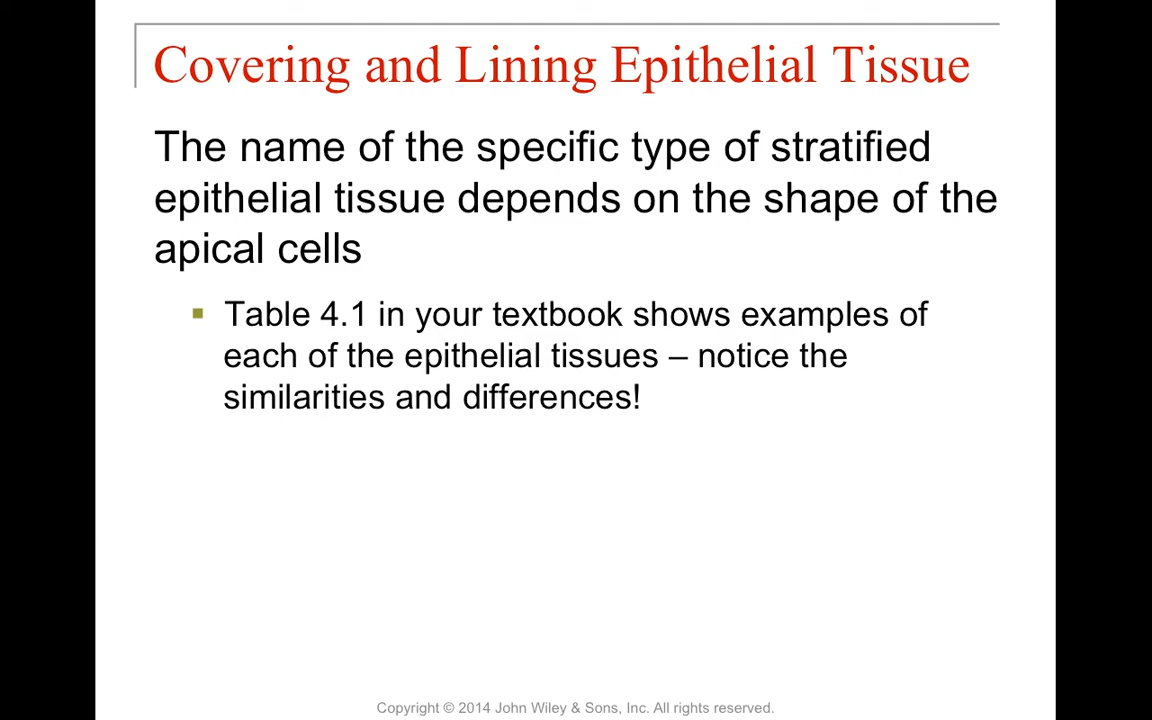 Covering and Lining Epithelial Tissue
The name of the specific type of stratified
epithelial tissue depends on the shape of the
apical cells
Table 4.1 in your textbook shows examples of
each of the epithelial tissues – notice the
similarities and differences!
Copyright © 2014 John Wiley & Sons, Inc. All rights reserved.